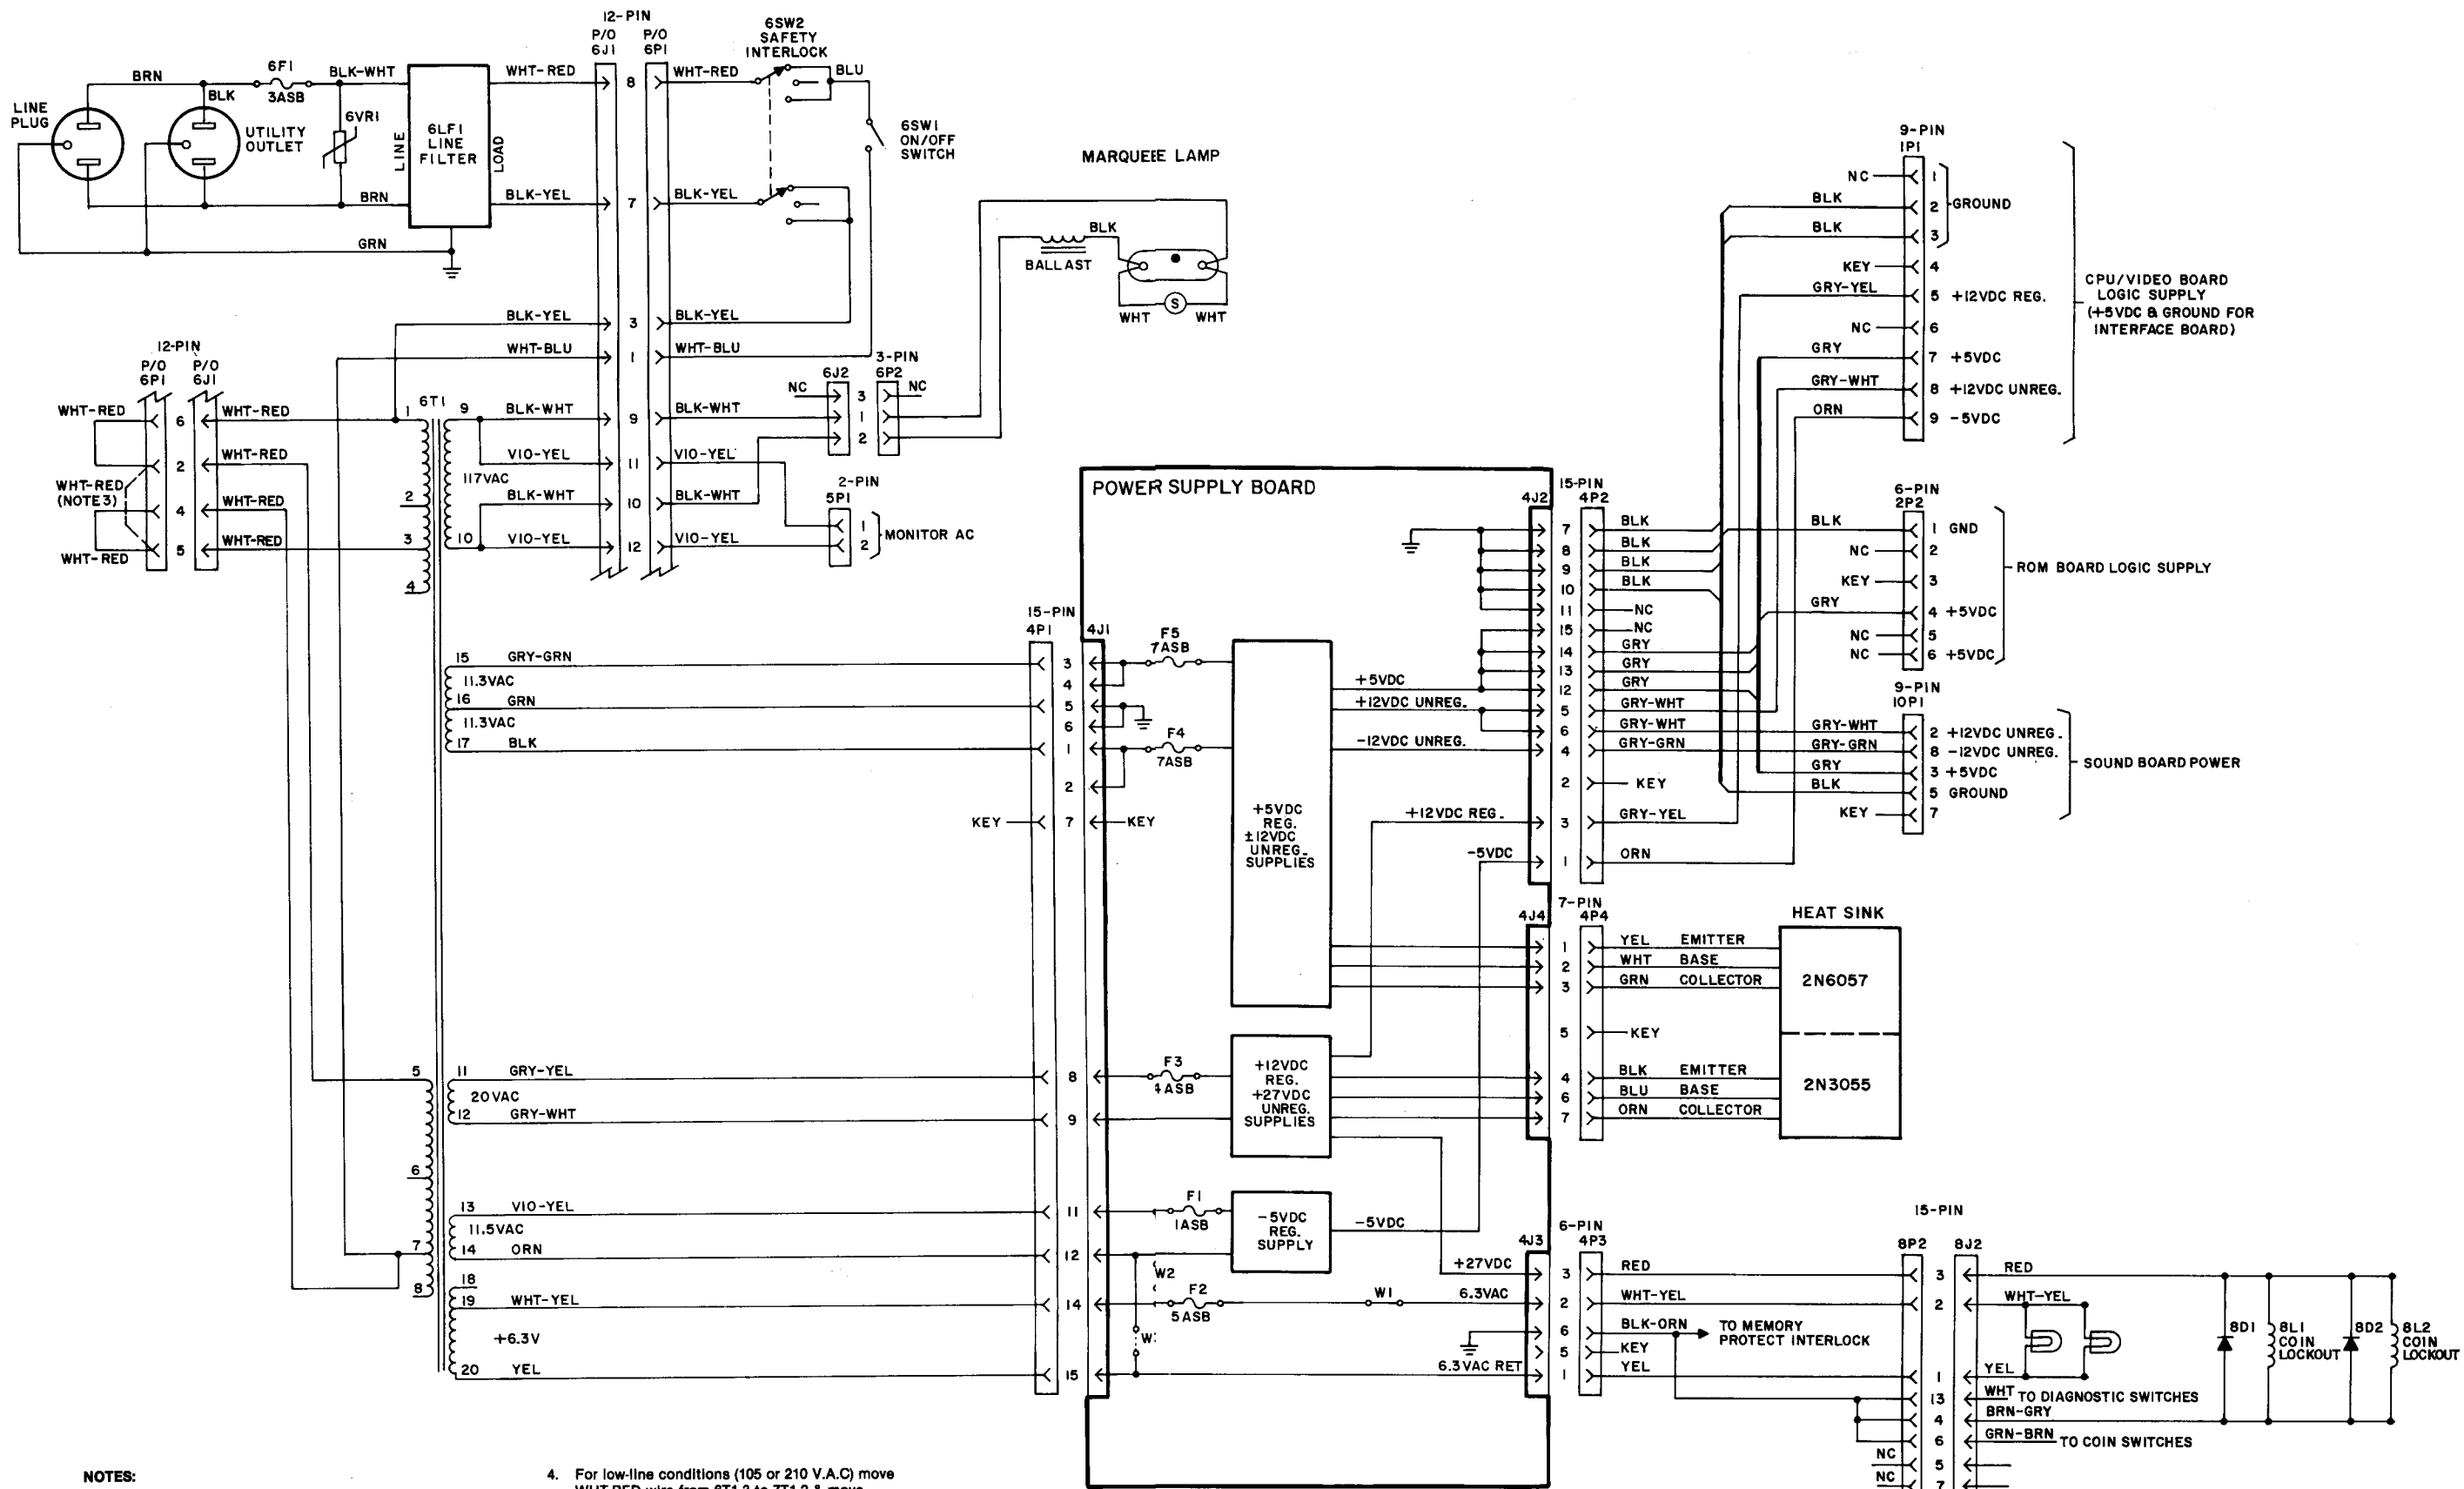 12-PIN
P/O 6J1
P/O 6P1
6SW2
SAFETY
INTERLOCK
BRN
6F1
3ASB
BLK-WHT
WHT-RED
8
WHT-RED
BLU
BLK
LINE
PLUG
UTILITY
OUTLET
6VR1
LINE
6LF1
LINE
FILTER
LOAD
6SW1
ON/OFF
SWITCH
BRN
BLK-YEL
7
BLK-YEL
GRN
BLK-YEL
3
BLK-YEL
WHT-BLU
1
WHT-BLU
MARQUEE LAMP
BLK
BALLAST
S
WHT
WHT
12-PIN
P/O 6P1
P/O 6J1
WHT-RED
6
WHT-RED
2
WHT-RED
WHT-RED
(NOTE 3)
4
WHT-RED
5
WHT-RED
WHT-RED
6T1
1
2
3
4
9
117VAC
10
BLK-WHT
9
BLK-WHT
VIO-YEL
11
VIO-YEL
BLK-WHT
10
BLK-WHT
VIO-YEL
12
VIO-YEL
3-PIN
6J2
6P2
NC
3
NC
1
2
2-PIN
5P1
1
2
MONITOR AC
15
GRY-GRN
11.3VAC
16
GRN
11.3VAC
17
BLK
5
6
7
8
11
GRY-YEL
20VAC
12
GRY-WHT
13
VIO-YEL
11.5VAC
14
ORN
18
19
WHT-YEL
+6.3V
20
YEL
15-PIN
4P1
4J1
3
4
5
6
1
2
KEY
7
KEY
8
9
11
12
14
15
POWER SUPPLY BOARD
F5
7ASB
F4
7ASB
+5VDC
REG.
±12VDC
UNREG.
SUPPLIES
F3
4ASB
+12VDC
REG.
+27VDC
UNREG.
SUPPLIES
F1
1ASB
-5VDC
REG.
SUPPLY
W2
F2
5ASB
W1
+5VDC
+12VDC UNREG.
-12VDC UNREG.
+12VDC REG.
-5VDC
-5VDC
+27VDC
6.3VAC
6.3VAC RET
15-PIN
4J2
4P2
7
BLK
8
BLK
9
BLK
10
BLK
11
NC
15
NC
14
GRY
13
GRY
12
GRY
5
GRY-WHT
6
GRY-WHT
4
GRY-GRN
2
KEY
3
GRY-YEL
1
ORN
7-PIN
4J4
4P4
1
YEL
EMITTER
2
WHT
BASE
3
GRN
COLLECTOR
5
KEY
4
BLK
EMITTER
6
BLU
BASE
7
ORN
COLLECTOR
HEAT SINK
2N6057
2N3055
6-PIN
4J3
4P3
3
RED
2
WHT-YEL
6
BLK-ORN
TO MEMORY
PROTECT INTERLOCK
5
KEY
1
YEL
9-PIN
1P1
NC
1
BLK
2
GROUND
BLK
3
KEY
4
GRY-YEL
5
+12VDC REG.
NC
6
GRY
7
+5VDC
GRY-WHT
8
+12VDC UNREG.
ORN
9
-5VDC
CPU/VIDEO BOARD
LOGIC SUPPLY
(+5VDC & GROUND FOR
INTERFACE BOARD)
6-PIN
2P2
BLK
1
GND
NC
2
KEY
3
GRY
4
+5VDC
NC
5
NC
6
+5VDC
ROM BOARD LOGIC SUPPLY
9-PIN
10P1
GRY-WHT
2
+12VDC UNREG.
GRY-GRN
8
-12VDC UNREG.
GRY
3
+5VDC
BLK
5
GROUND
KEY
7
SOUND BOARD POWER
15-PIN
8P2
8J2
3
RED
2
WHT-YEL
1
YEL
13
WHT
TO DIAGNOSTIC SWITCHES
4
BRN-GRY
6
GRN-BRN
TO COIN SWITCHES
NC
5
NC
7
8D1
8L1
COIN
LOCKOUT
8D2
8L2
COIN
LOCKOUT
NOTES:
4. For low-line conditions (105 or 210 V.A.C) move